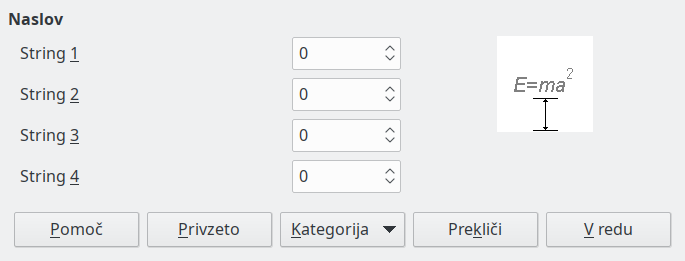 Naslov
String 1 0
String 2 0
String 3 0
String 4 0
E=ma²
Pomoč Privzeto Kategorija Prekliči V redu